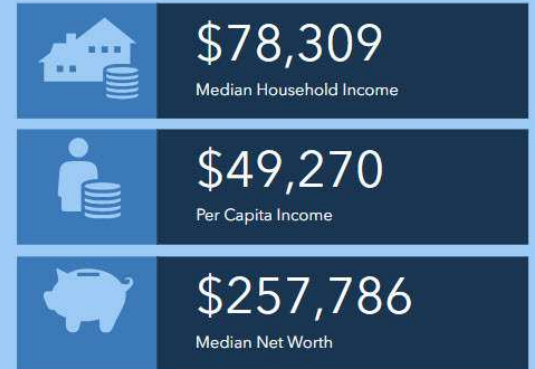 $78,309
Median Household Income
$49,270
Per Capita Income
$257,786
Median Net Worth